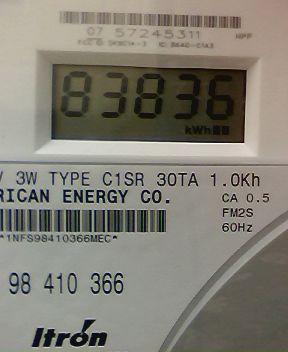 07 57245311
83836
kWh
V 3W TYPE C1SR 30TA 1.0Kh
RICAN ENERGY CO.
CA 0.5
FM2S
60Hz
*1NFS98410366MEC*
98 410 366
Itron